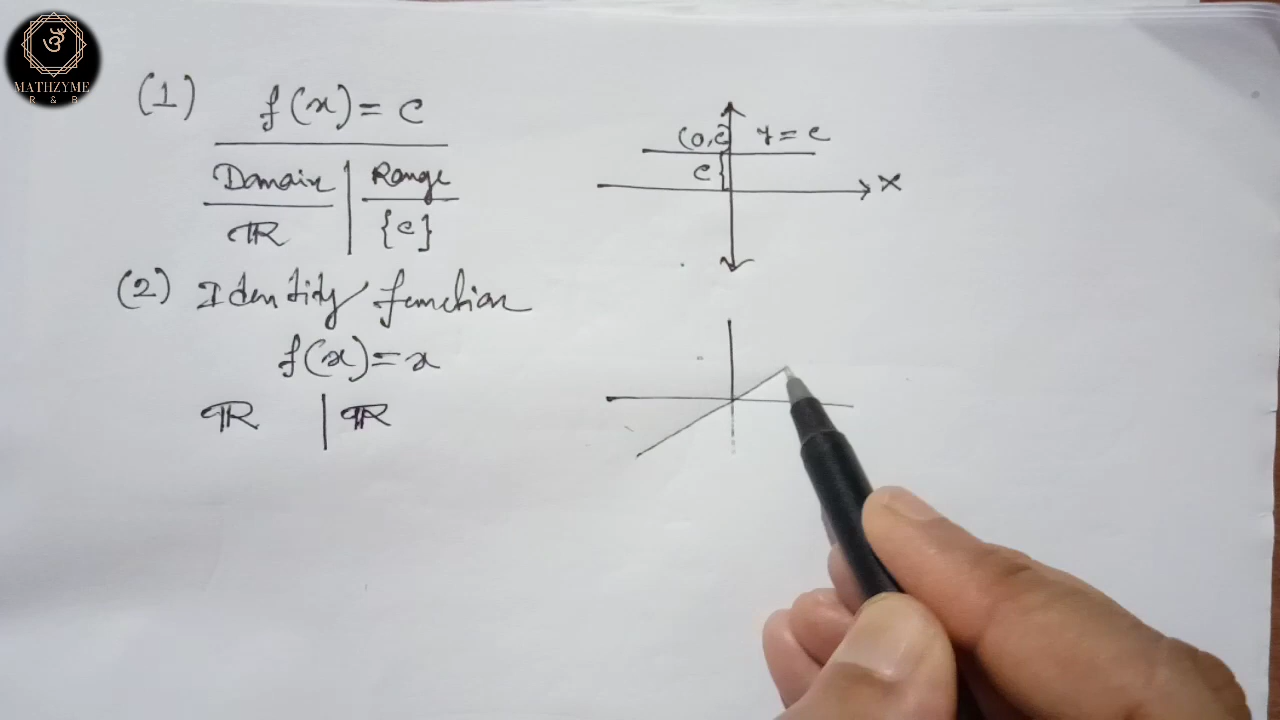 ॐ
MATHZYME
R & B
(1) f(x) = c
Domain | Range
ℝ | {c}
(0,c) y = c
c
x
(2) Identity function
f(x) = x
ℝ | ℝ